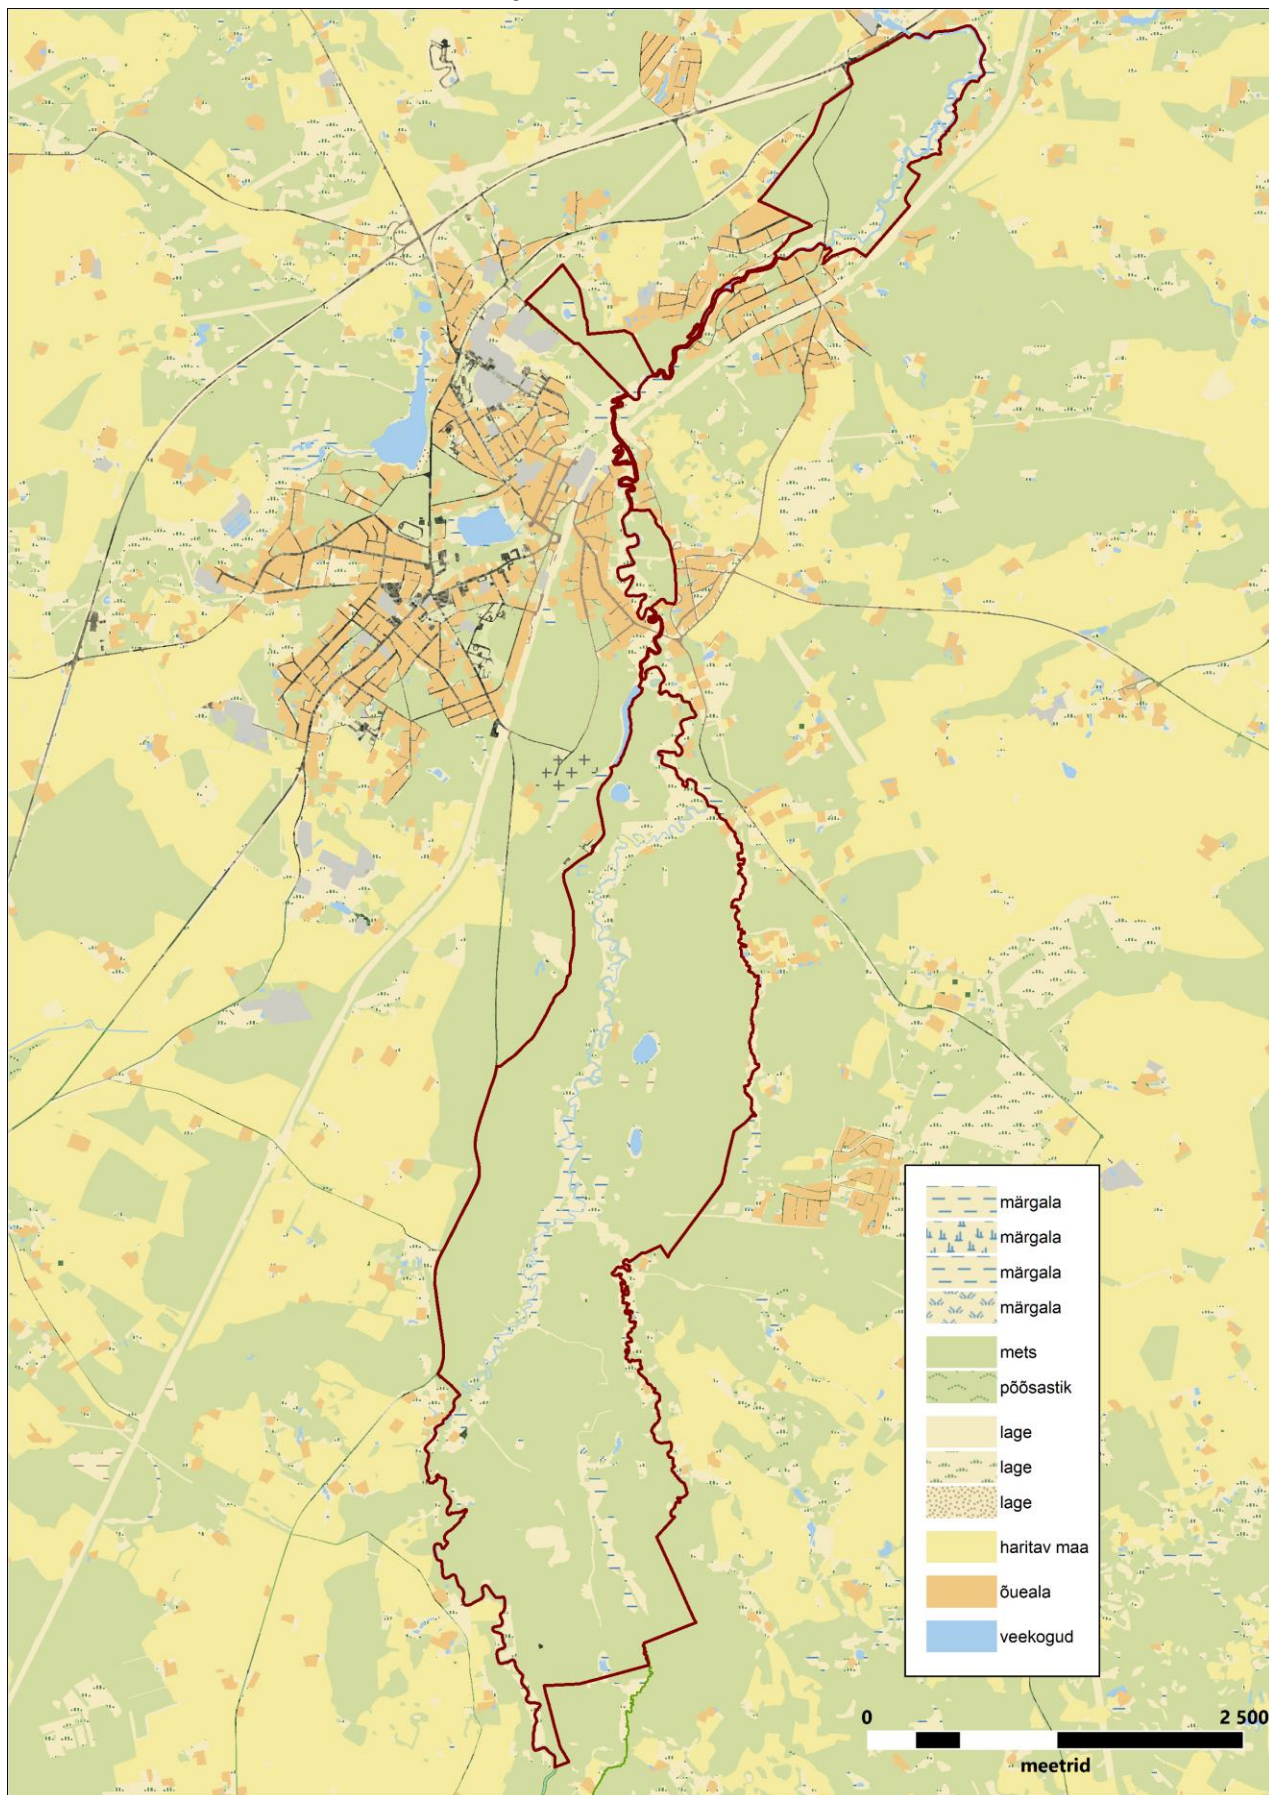 märgala
märgala
märgala
märgala
mets
põõsastik
lage
lage
lage
haritav maa
õueala
veekogud
0 2 500
meetrid